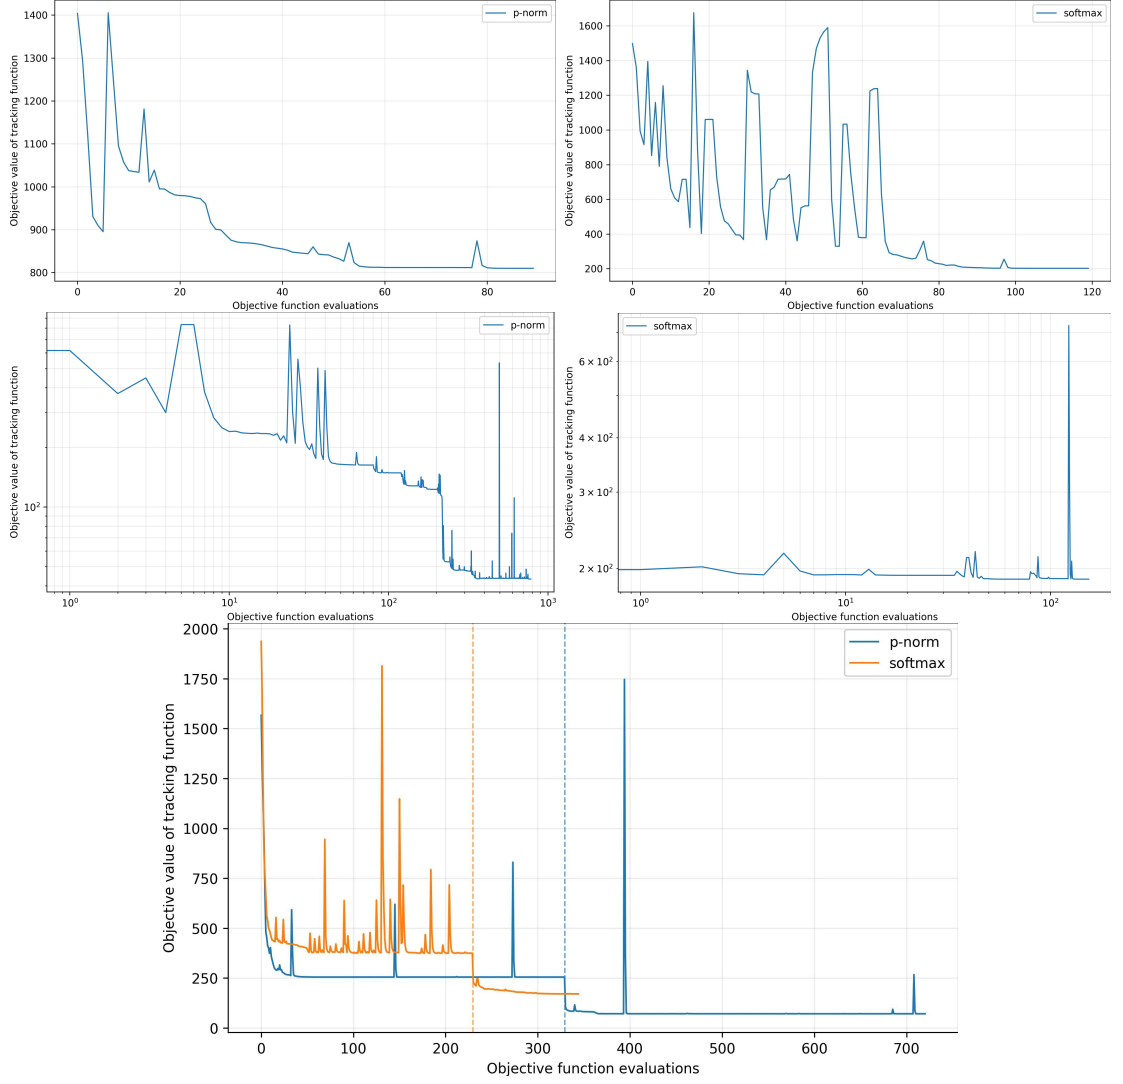 p-norm
1400
1300
1200
1100
1000
900
800
0
20
40
60
80
Objective function evaluations
Objective value of tracking function
softmax
1600
1400
1200
1000
800
600
400
200
0
20
40
60
80
100
120
Objective function evaluations
Objective value of tracking function
p-norm
10²
10⁰
10¹
10²
10³
Objective function evaluations
Objective value of tracking function
softmax
6 × 10²
4 × 10²
3 × 10²
2 × 10²
10⁰
10¹
10²
Objective function evaluations
Objective value of tracking function
p-norm
softmax
2000
1750
1500
1250
1000
750
500
250
0
0
100
200
300
400
500
600
700
Objective function evaluations
Objective value of tracking function